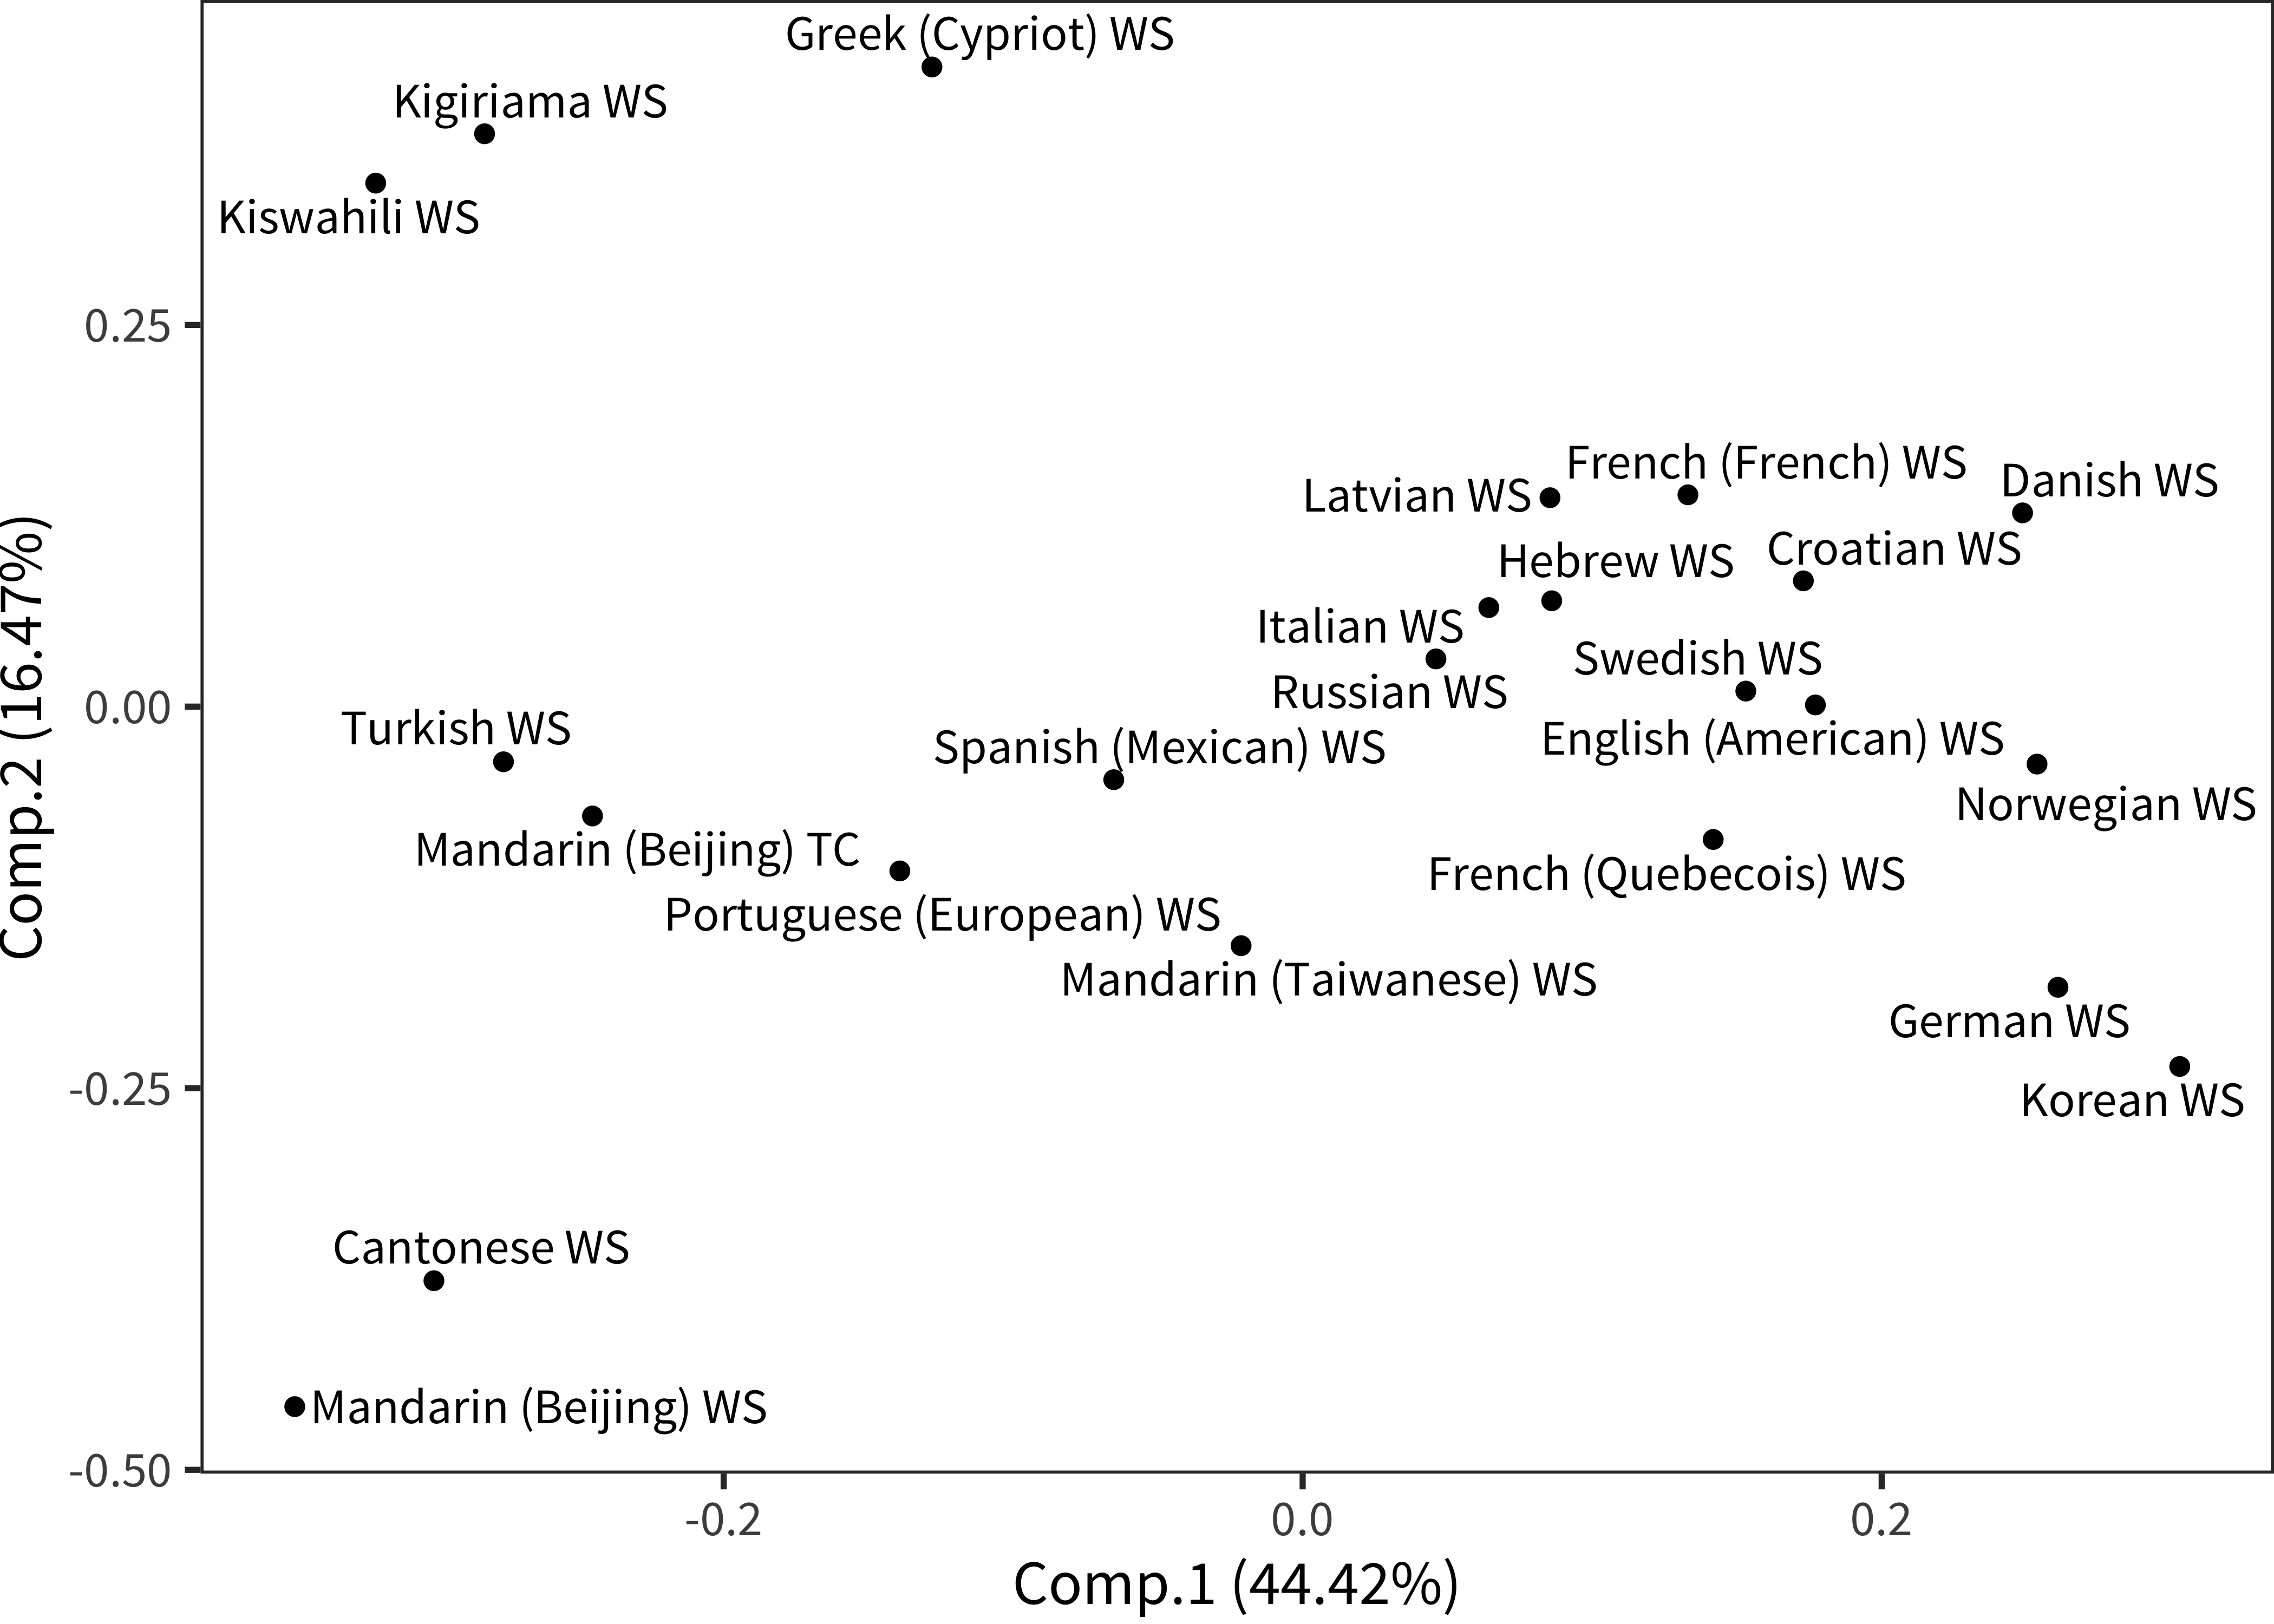 Greek (Cypriot) WS
Kigiriama WS
Kiswahili WS
0.25
French (French) WS
Danish WS
Latvian WS
Croatian WS
Hebrew WS
Italian WS
Swedish WS
Russian WS
0.00
Turkish WS
Spanish (Mexican) WS
English (American) WS
Norwegian WS
Mandarin (Beijing) TC
French (Quebecois) WS
Portuguese (European) WS
Mandarin (Taiwanese) WS
German WS
-0.25
Korean WS
Cantonese WS
Mandarin (Beijing) WS
-0.50
Comp.2 (16.47%)
-0.2
0.0
0.2
Comp.1 (44.42%)